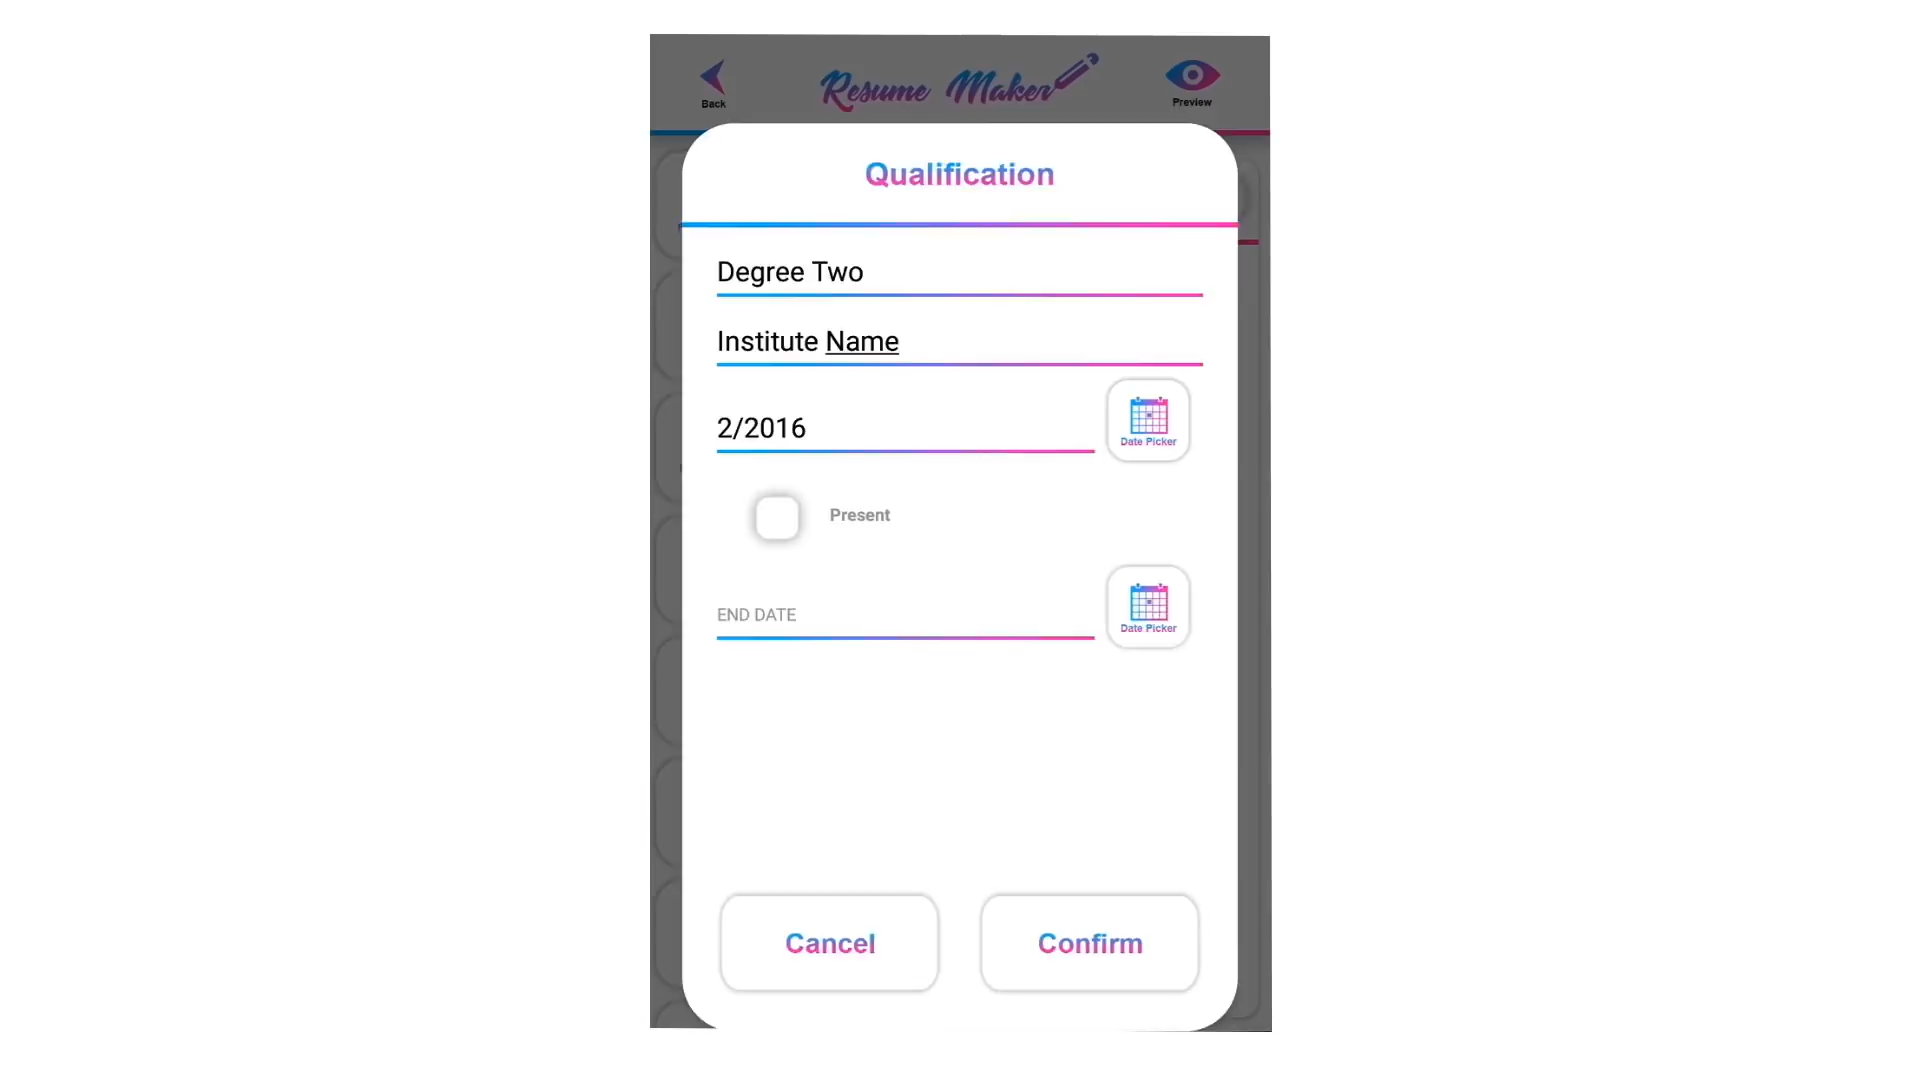 Back
Resume Maker
Preview
Qualification
Degree Two
Institute Name
2/2016
Date Picker
Present
END DATE
Date Picker
Cancel
Confirm